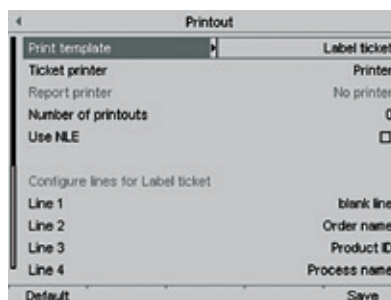 Printout
Print template Label ticket
Ticket printer Printer
Report printer No printer
Number of printouts 0
Use NLE
Configure lines for Label ticket
Line 1 blank line
Line 2 Order name
Line 3 Product ID
Line 4 Process name
Default Save